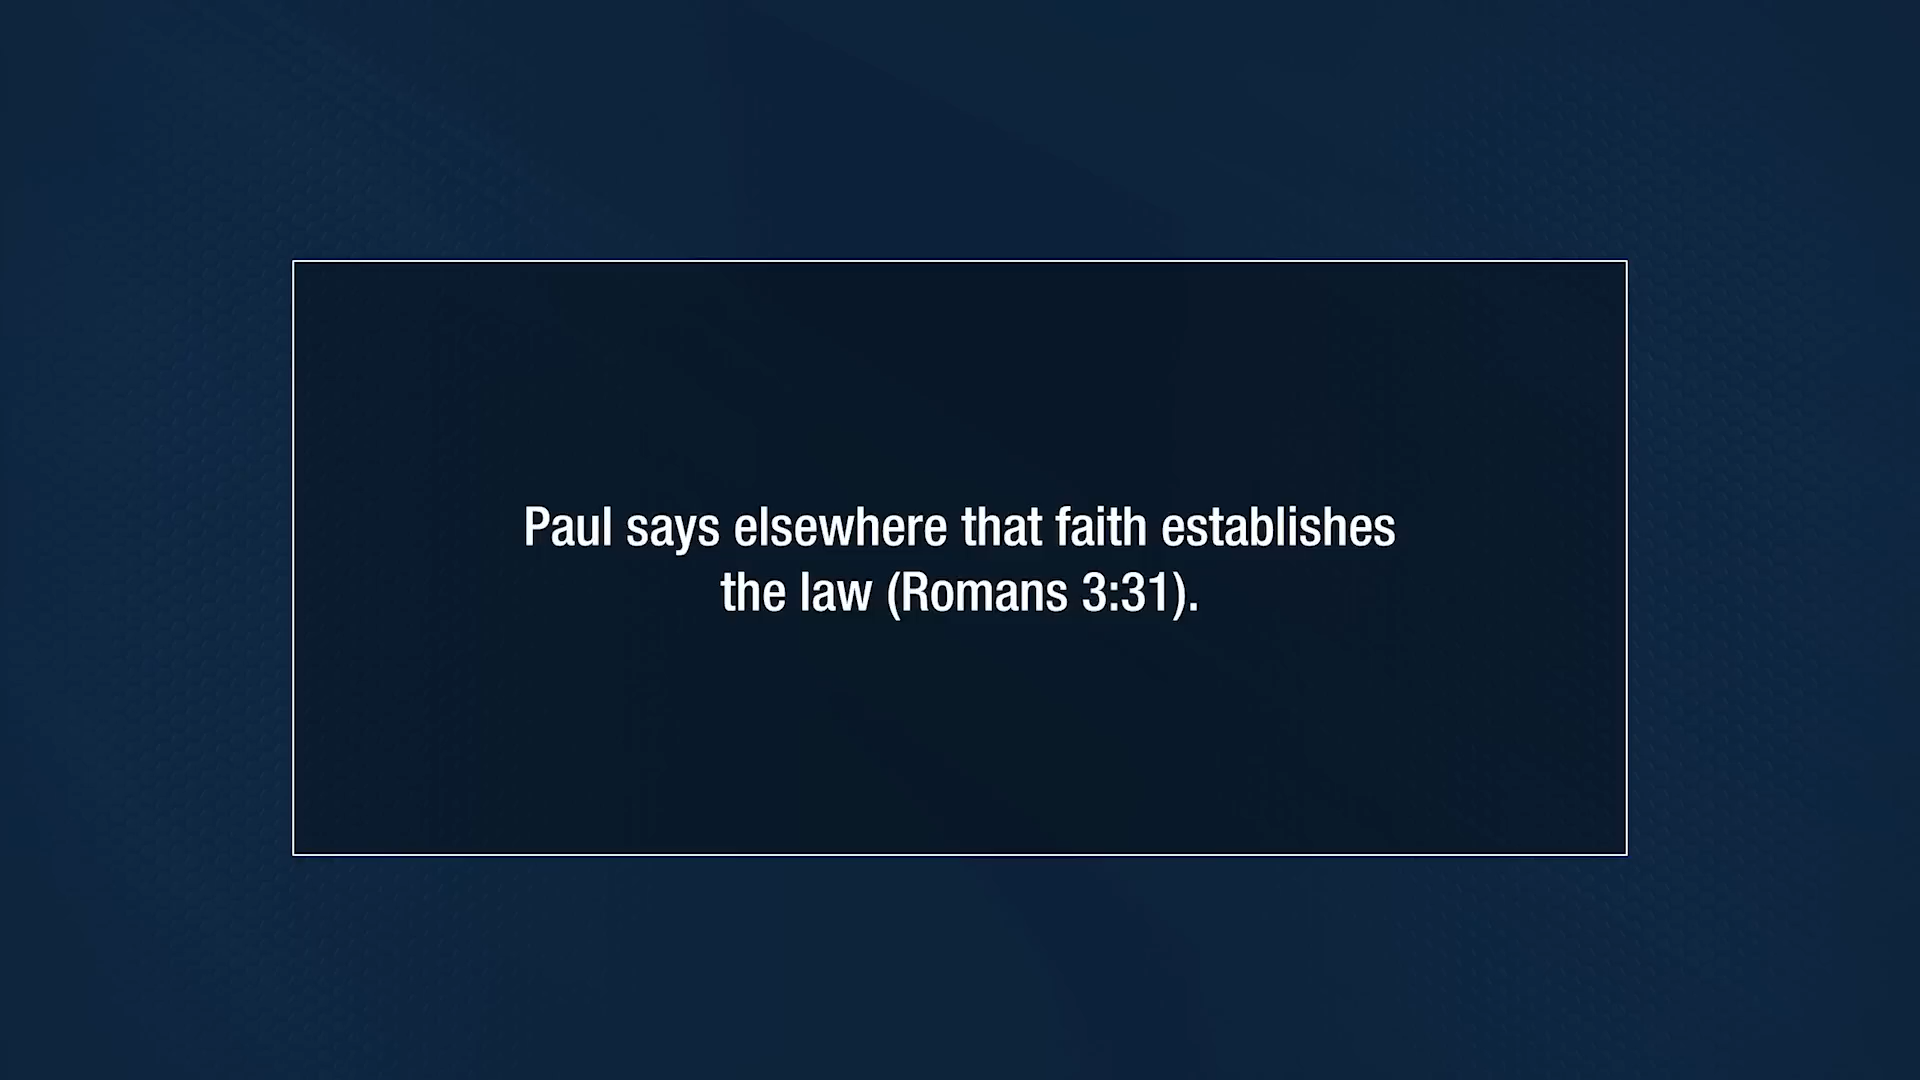 Paul says elsewhere that faith establishes
the law (Romans 3:31).